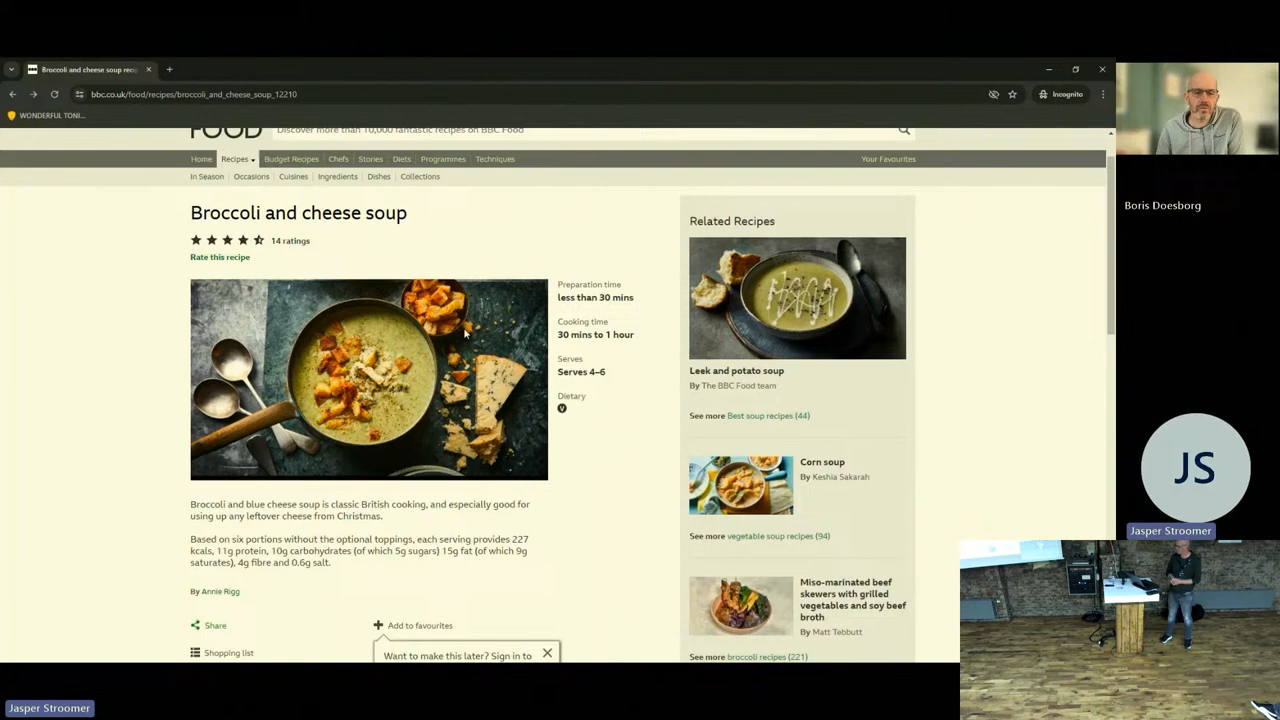 Broccoli and cheese soup reci
bbc.co.uk/food/recipes/broccoli_and_cheese_soup_12210
Incognito
WONDERFUL TONI...
FOOD
Discover more than 10,000 fantastic recipes on BBC Food
Home
Recipes
Budget Recipes
Chefs
Stories
Diets
Programmes
Techniques
Your Favourites
In Season
Occasions
Cuisines
Ingredients
Dishes
Collections
Broccoli and cheese soup
14 ratings
Rate this recipe
Preparation time
less than 30 mins
Cooking time
30 mins to 1 hour
Serves
Serves 4–6
Dietary
V
Broccoli and blue cheese soup is classic British cooking, and especially good for
using up any leftover cheese from Christmas.
Based on six portions without the optional toppings, each serving provides 227
kcals, 11g protein, 10g carbohydrates (of which 5g sugars) 15g fat (of which 9g
saturates), 4g fibre and 0.6g salt.
By Annie Rigg
Share
Add to favourites
Shopping list
Want to make this later? Sign in to
Related Recipes
Leek and potato soup
By The BBC Food team
See more Best soup recipes (44)
Corn soup
By Keshia Sakarah
See more vegetable soup recipes (94)
Miso-marinated beef
skewers with grilled
vegetables and soy beef
broth
By Matt Tebbutt
See more broccoli recipes (221)
Boris Doesborg
JS
Jasper Stroomer
Jasper Stroomer